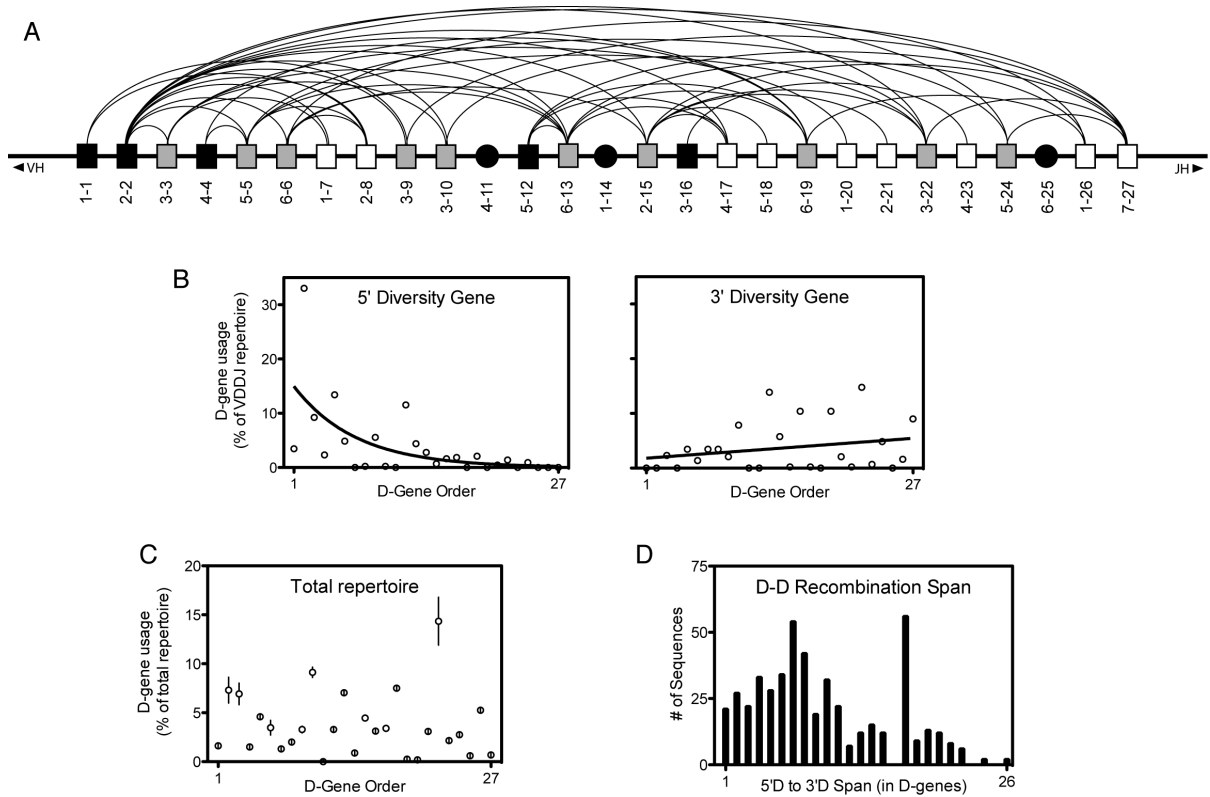 A
◄VH
JH►
1-1
2-2
3-3
4-4
5-5
6-6
1-7
2-8
3-9
3-10
4-11
5-12
6-13
1-14
2-15
3-16
4-17
5-18
6-19
1-20
2-21
3-22
4-23
5-24
6-25
1-26
7-27
B
D-gene usage
(% of VDDJ repertoire)
30
20
10
0
5' Diversity Gene
1
27
D-Gene Order
3' Diversity Gene
1
27
D-Gene Order
C
D-gene usage
(% of total repertoire)
20
15
10
5
0
Total repertoire
1
27
D-Gene Order
D
# of Sequences
75
50
25
0
D-D Recombination Span
1
26
5'D to 3'D Span (in D-genes)